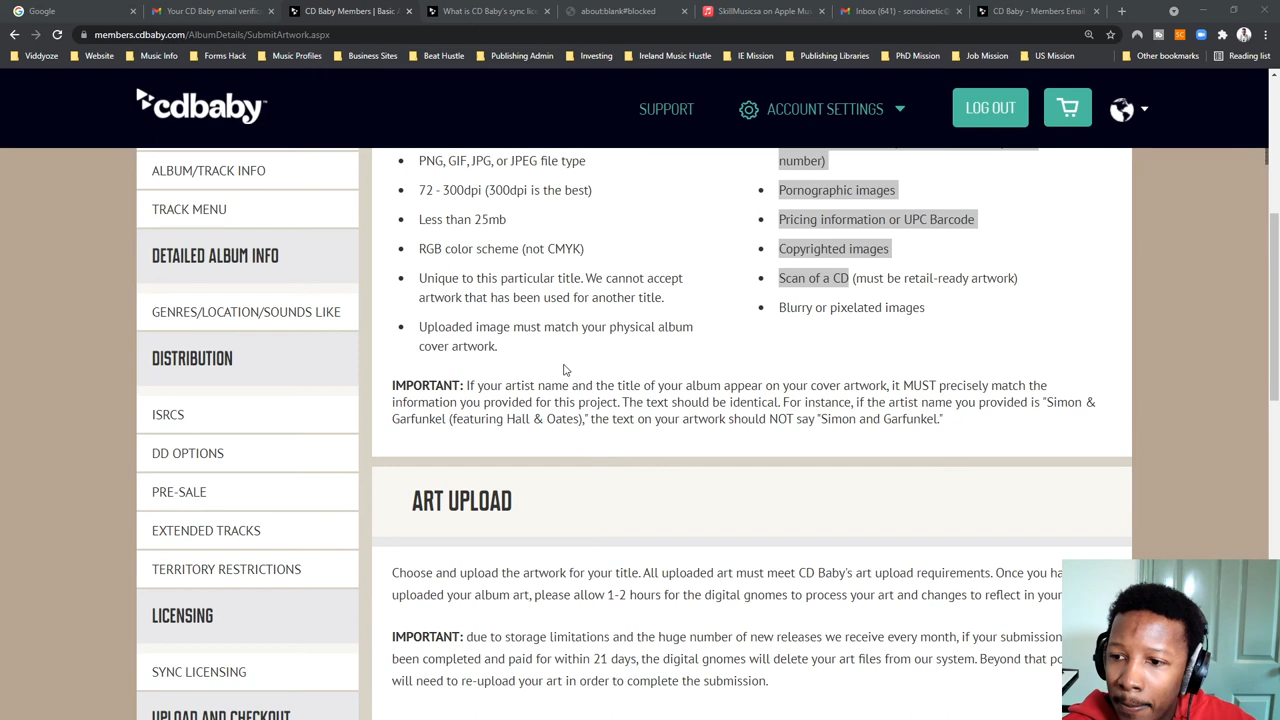 Google
Your CD Baby email verific
CD Baby Members | Basic A
What is CD Baby's sync lic
about:blank#blocked
SkillMusicsa on Apple Mu
Inbox (641) - sonokinetic@
CD Baby - Members Email
members.cdbaby.com/AlbumDetails/SubmitArtwork.aspx
Viddyoze
Website
Music Info
Forms Hack
Music Profiles
Business Sites
Beat Hustle
Publishing Admin
Investing
Ireland Music Hustle
IE Mission
Publishing Libraries
PhD Mission
Job Mission
US Mission
Other bookmarks
Reading list
cdbaby
SUPPORT
ACCOUNT SETTINGS
LOG OUT
ALBUM/TRACK INFO
TRACK MENU
DETAILED ALBUM INFO
GENRES/LOCATION/SOUNDS LIKE
DISTRIBUTION
ISRCS
DD OPTIONS
PRE-SALE
EXTENDED TRACKS
TERRITORY RESTRICTIONS
LICENSING
SYNC LICENSING
UPLOAD AND CHECKOUT
PNG, GIF, JPG, or JPEG file type
72 - 300dpi (300dpi is the best)
Less than 25mb
RGB color scheme (not CMYK)
Unique to this particular title. We cannot accept
artwork that has been used for another title.
Uploaded image must match your physical album
cover artwork.
number)
Pornographic images
Pricing information or UPC Barcode
Copyrighted images
Scan of a CD (must be retail-ready artwork)
Blurry or pixelated images
IMPORTANT: If your artist name and the title of your album appear on your cover artwork, it MUST precisely match the
information you provided for this project. The text should be identical. For instance, if the artist name you provided is "Simon &
Garfunkel (featuring Hall & Oates)," the text on your artwork should NOT say "Simon and Garfunkel."
ART UPLOAD
Choose and upload the artwork for your title. All uploaded art must meet CD Baby's art upload requirements. Once you ha
uploaded your album art, please allow 1-2 hours for the digital gnomes to process your art and changes to reflect in your
IMPORTANT: due to storage limitations and the huge number of new releases we receive every month, if your submission
been completed and paid for within 21 days, the digital gnomes will delete your art files from our system. Beyond that po
will need to re-upload your art in order to complete the submission.